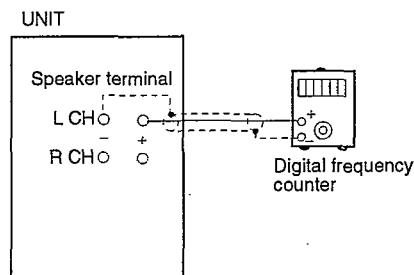 UNIT
Speaker terminal
L CH
− +
R CH
+
−
Digital frequency
counter